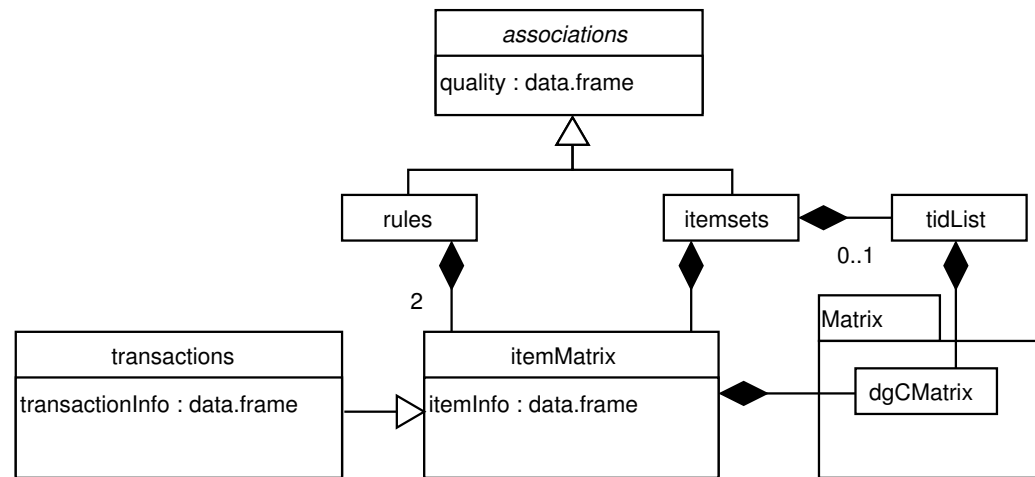 associations
quality : data.frame
rules
itemsets
tidList
0..1
2
Matrix
transactions
itemMatrix
dgCMatrix
transactionInfo : data.frame
itemInfo : data.frame